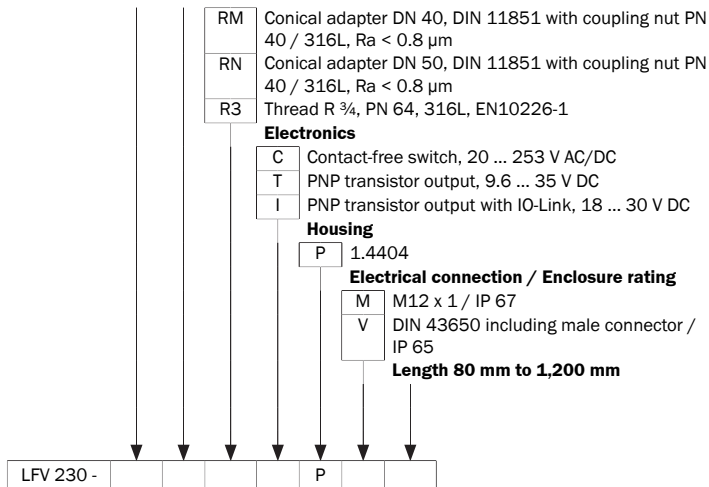 RM Conical adapter DN 40, DIN 11851 with coupling nut PN
40 / 316L, Ra < 0.8 µm
RN Conical adapter DN 50, DIN 11851 with coupling nut PN
40 / 316L, Ra < 0.8 µm
R3 Thread R ¾, PN 64, 316L, EN10226-1
Electronics
C Contact-free switch, 20 ... 253 V AC/DC
T PNP transistor output, 9.6 ... 35 V DC
I PNP transistor output with IO-Link, 18 ... 30 V DC
Housing
P 1.4404
Electrical connection / Enclosure rating
M M12 x 1 / IP 67
V DIN 43650 including male connector /
IP 65
Length 80 mm to 1,200 mm
LFV 230 - P